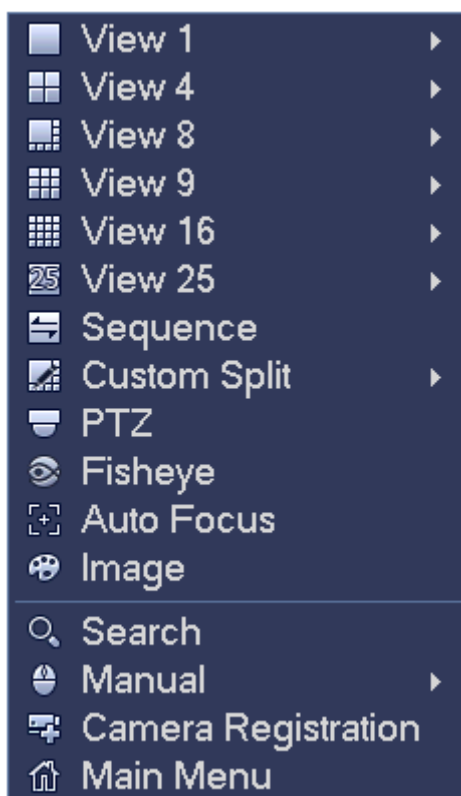 View 1
View 4
View 8
View 9
View 16
25 View 25
Sequence
Custom Split
PTZ
Fisheye
Auto Focus
Image
Search
Manual
Camera Registration
Main Menu